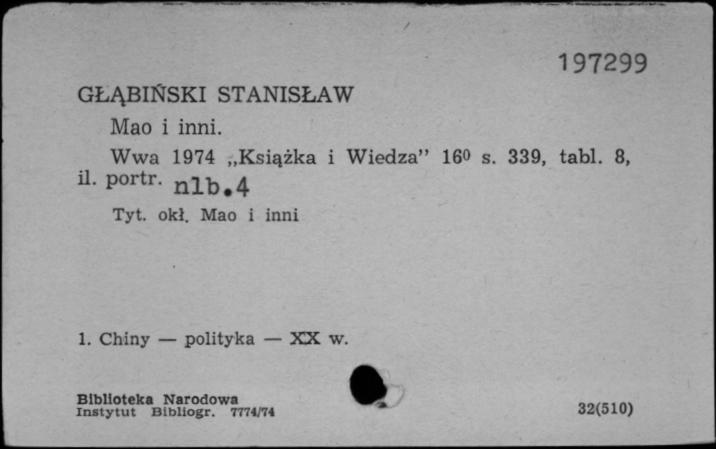 197299
GŁĄBIŃSKI STANISŁAW
Mao i inni.
Wwa 1974 „Książka i Wiedza” 16⁰ s. 339, tabl. 8,
il. portr. nlb.4
Tyt. okł. Mao i inni
1. Chiny — polityka — XX w.
Biblioteka Narodowa
Instytut Bibliogr. 7774/74
32(510)